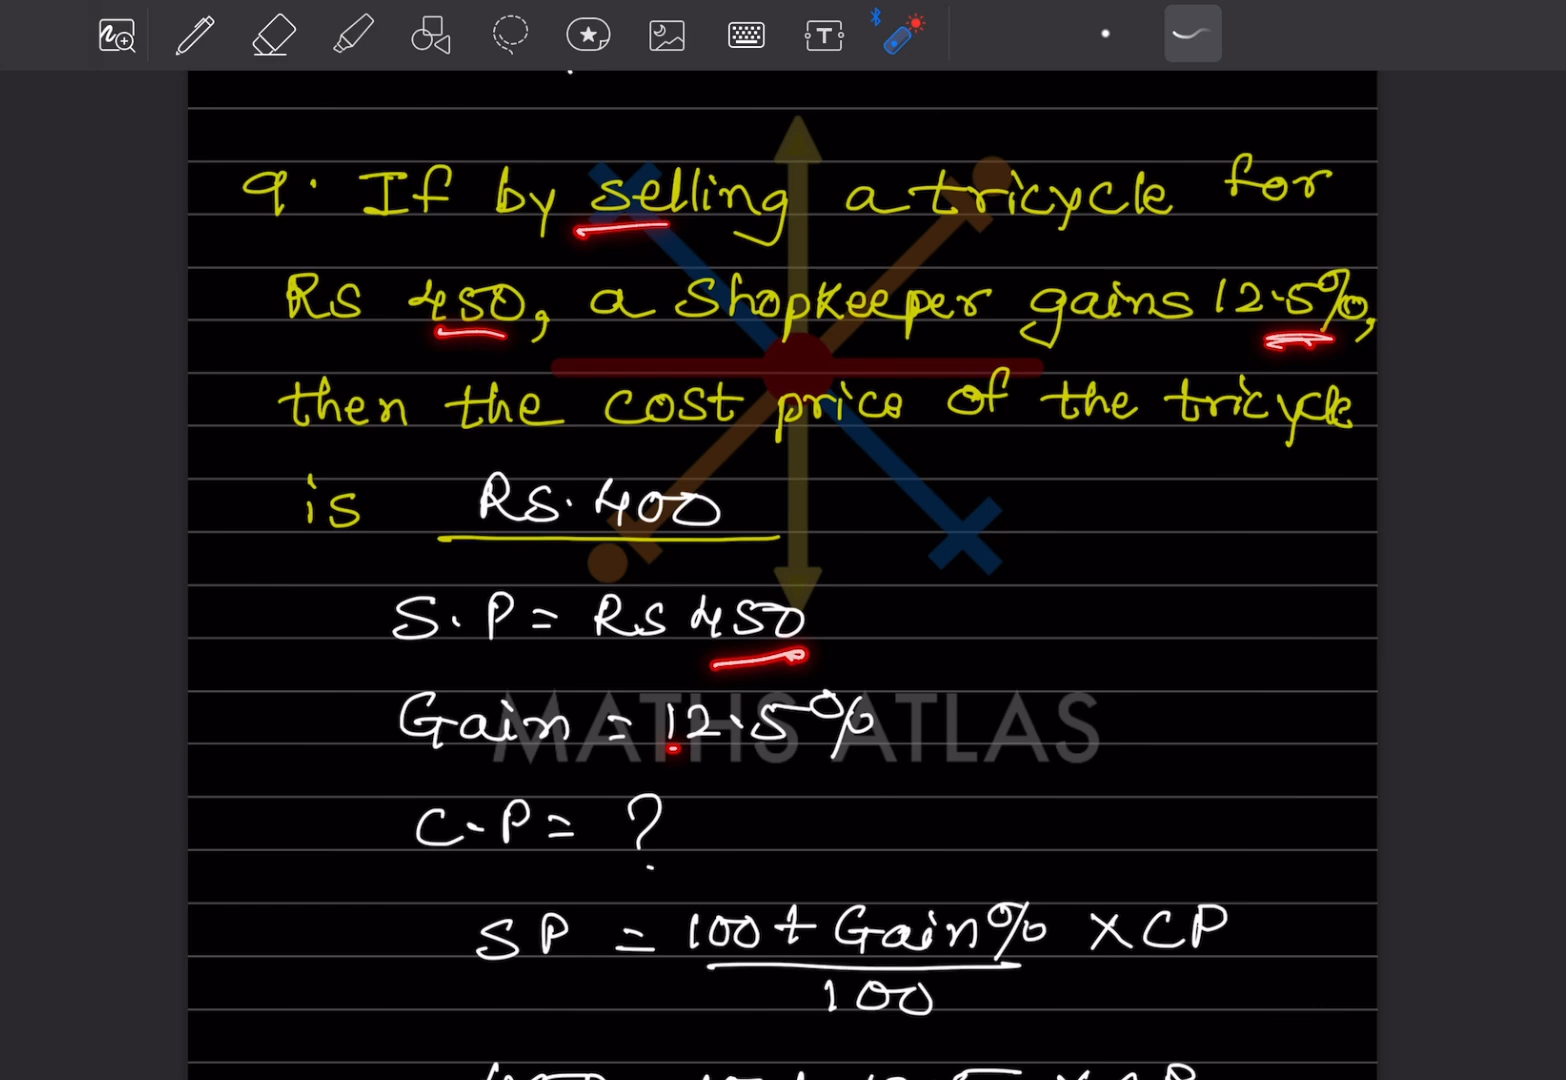 9. If by selling a tricycle for
Rs 450, a shopkeeper gains 12.5%,
then the cost price of the tricycle
is Rs. 400
S.P = Rs 450
Gain = 12.5%
MATHS ATLAS
C.P = ?
SP = 100 + Gain% × CP
100